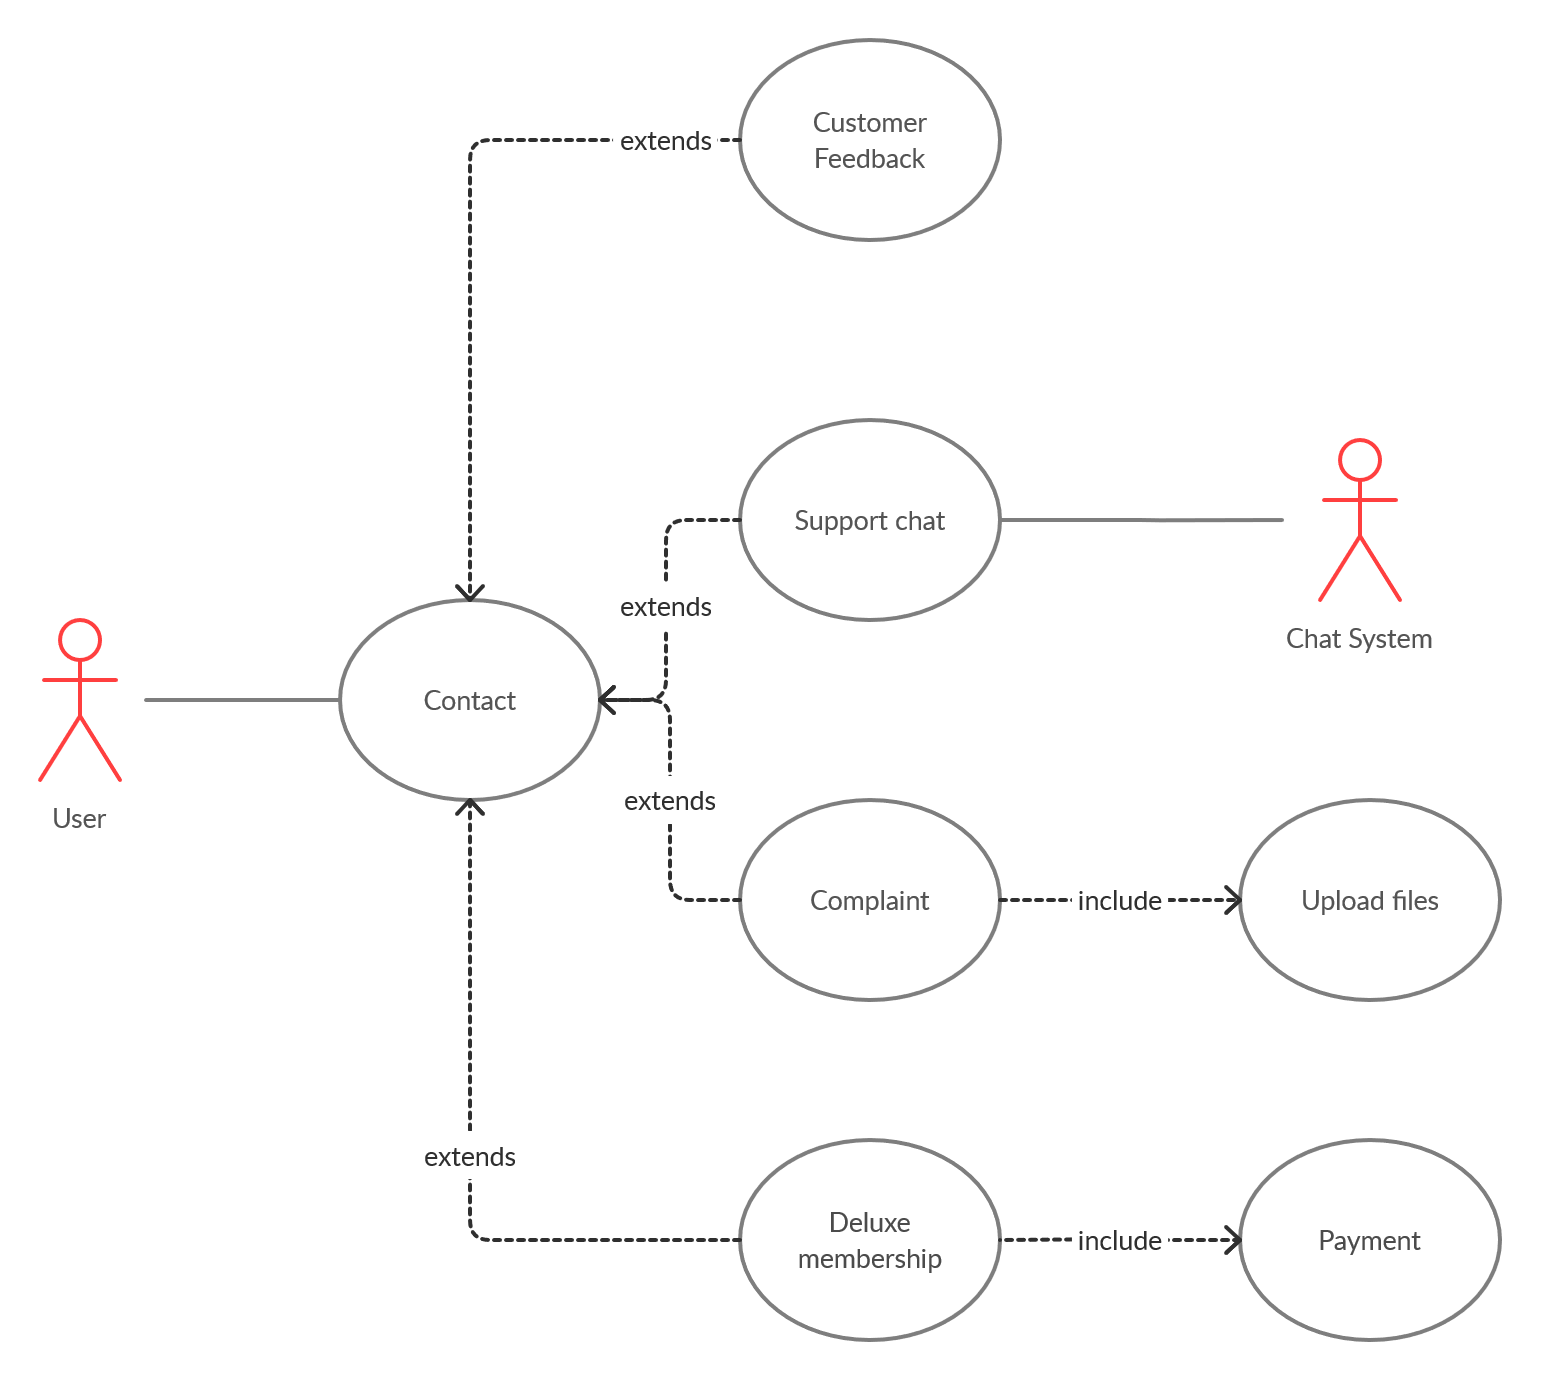 Customer
Feedback
extends
Support chat
Chat System
extends
Contact
User
extends
Complaint
include
Upload files
extends
Deluxe
membership
include
Payment